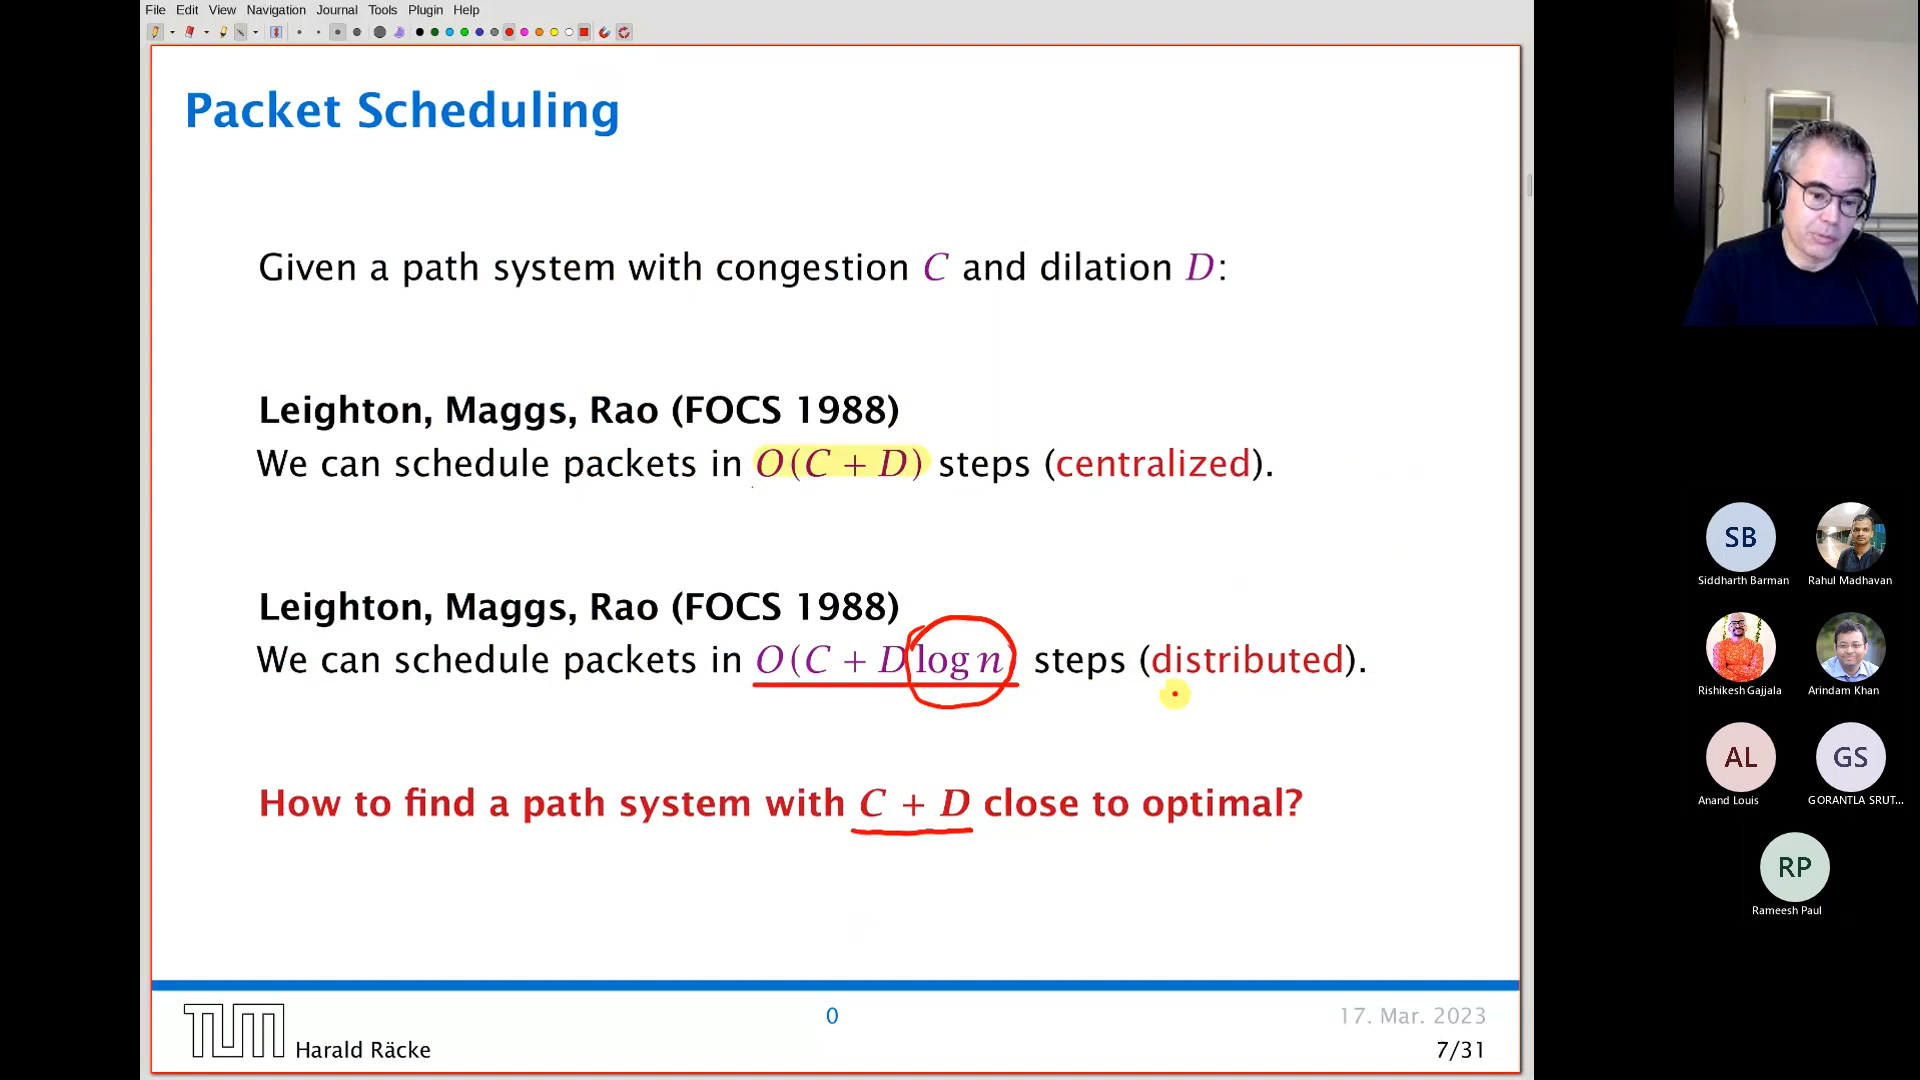 File Edit View Navigation Journal Tools Plugin Help
Packet Scheduling
Given a path system with congestion C and dilation D:
Leighton, Maggs, Rao (FOCS 1988)
We can schedule packets in O(C + D) steps (centralized).
Leighton, Maggs, Rao (FOCS 1988)
We can schedule packets in O(C + D log n) steps (distributed).
How to find a path system with C + D close to optimal?
TUM
Harald Räcke
0
17. Mar. 2023
7/31
SB
Siddharth Barman
Rahul Madhavan
Rishikesh Gajjala
Arindam Khan
AL
Anand Louis
GS
GORANTLA SRUT...
RP
Rameesh Paul